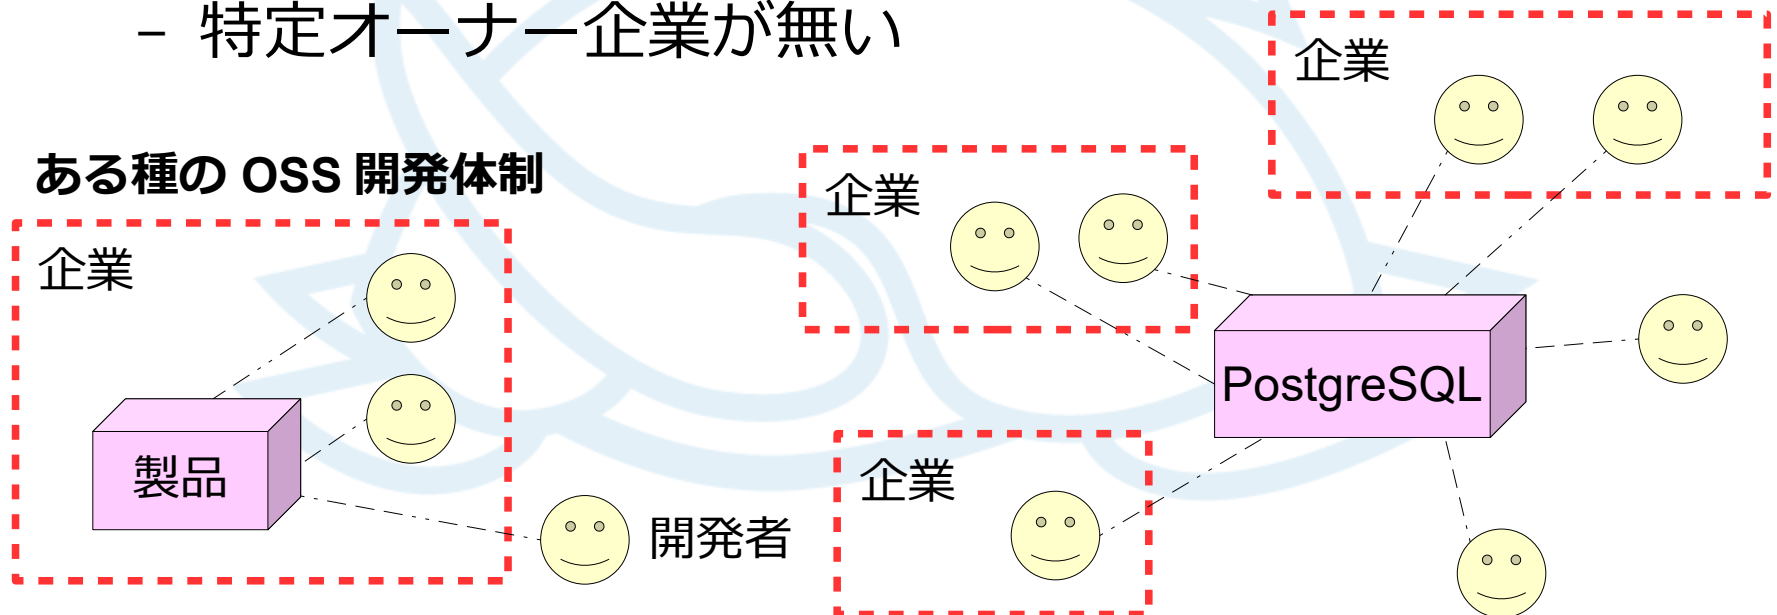 – 特定オーナー企業が無い
ある種の OSS 開発体制
企業
製品
開発者
企業
企業
PostgreSQL
企業